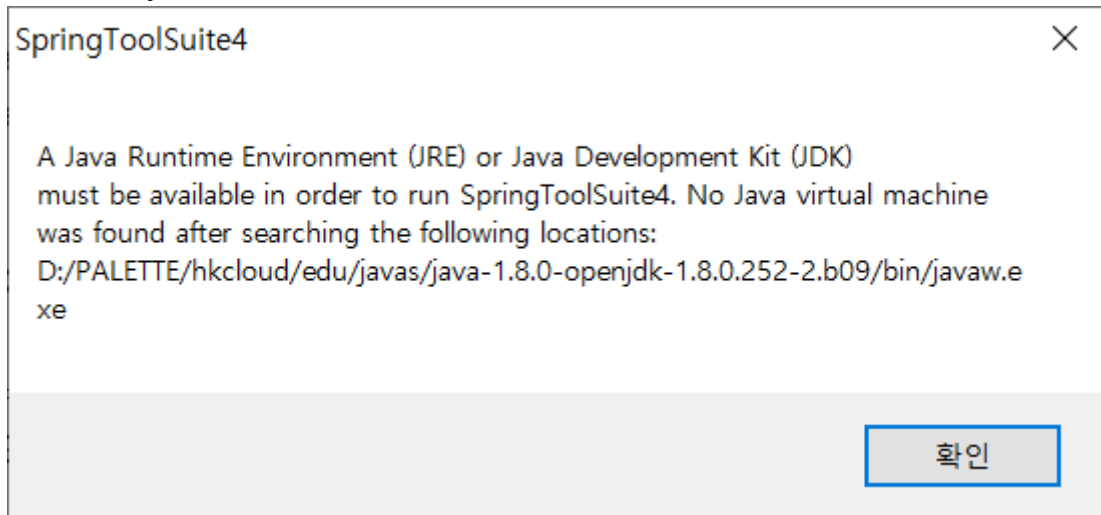 SpringToolSuite4
A Java Runtime Environment (JRE) or Java Development Kit (JDK)
must be available in order to run SpringToolSuite4. No Java virtual machine
was found after searching the following locations:
D:/PALETTE/hkcloud/edu/javas/java-1.8.0-openjdk-1.8.0.252-2.b09/bin/javaw.e
xe
확인